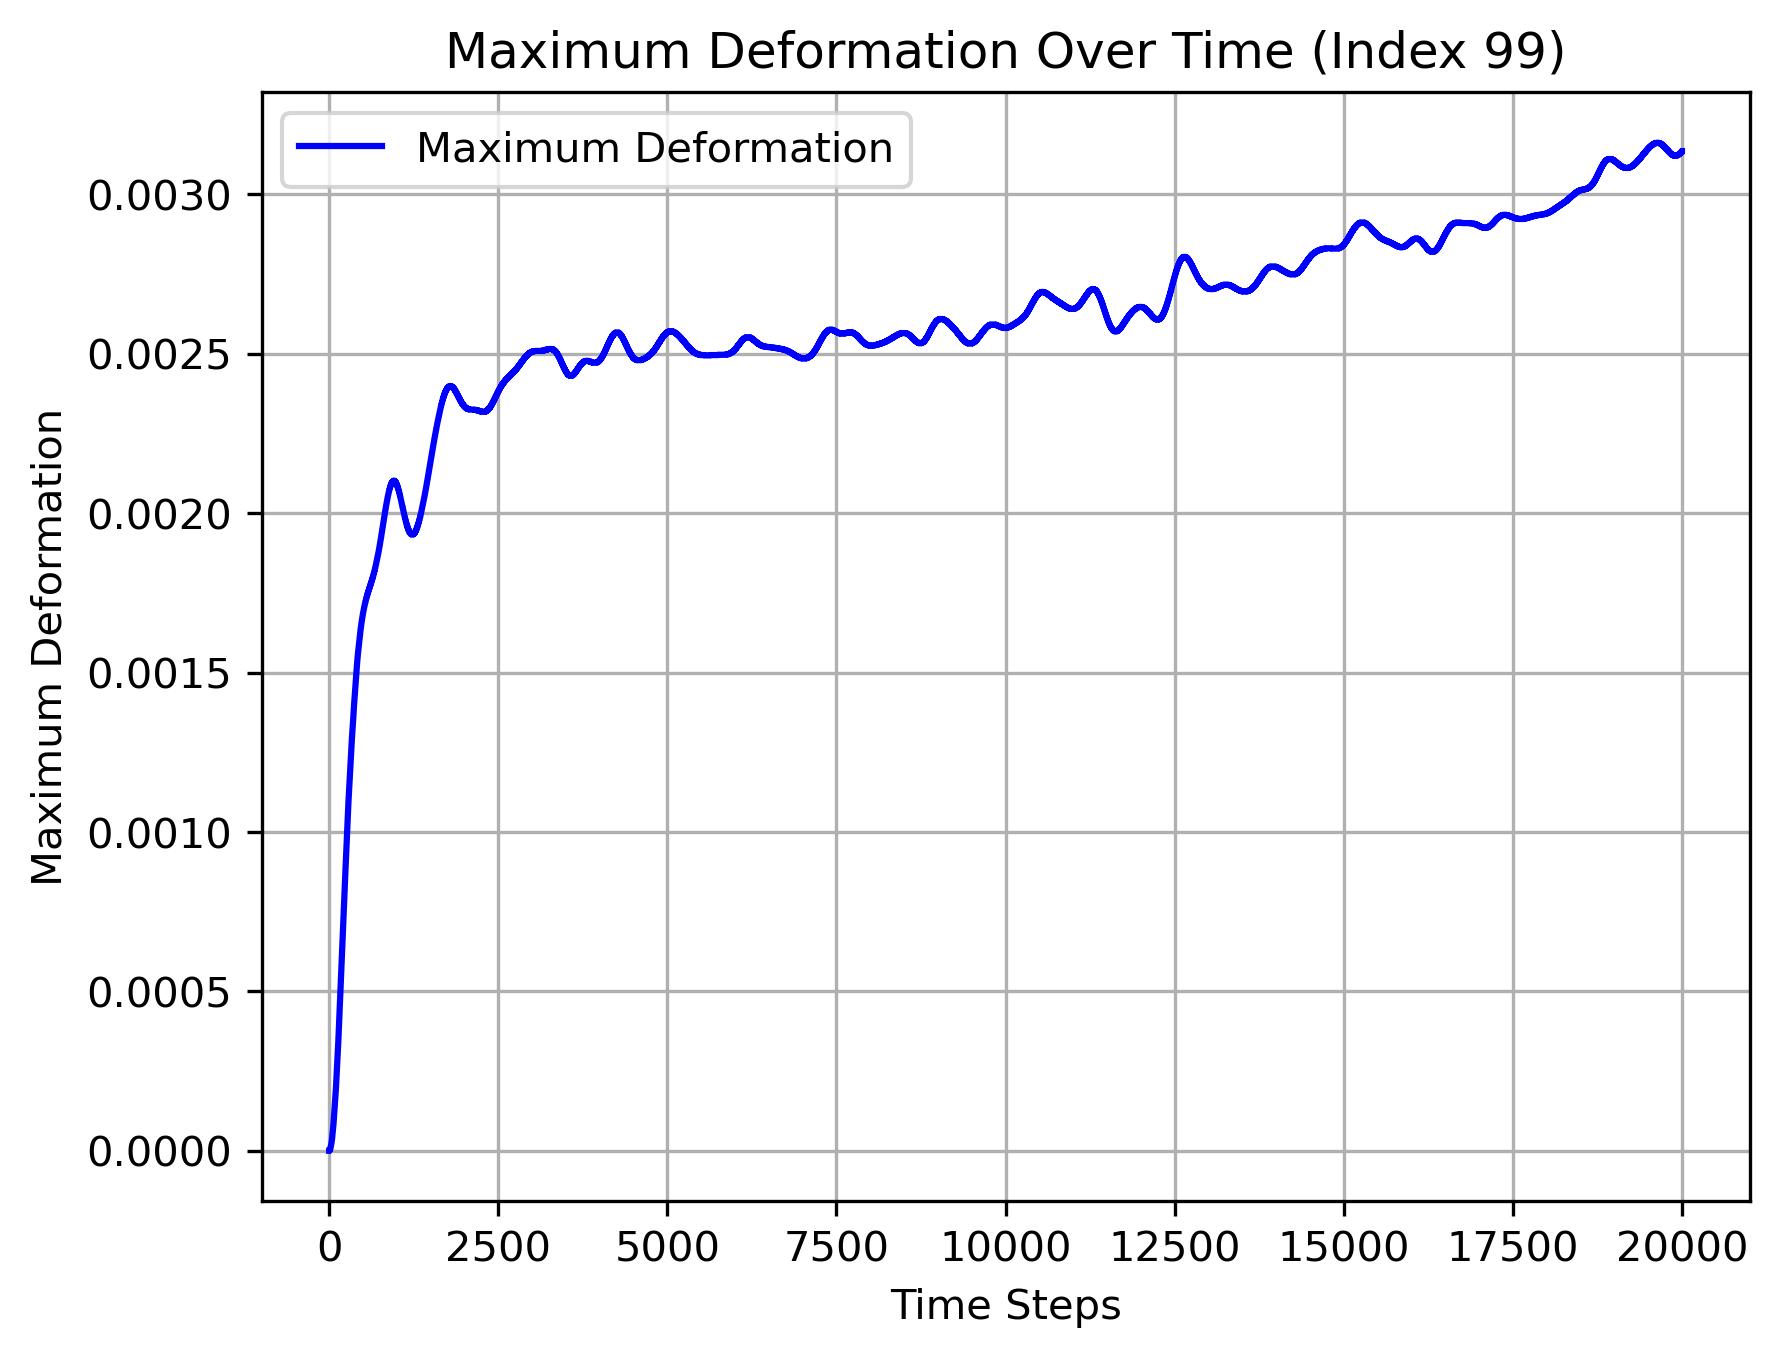 Maximum Deformation Over Time (Index 99)
Maximum Deformation
0.0030
0.0025
0.0020
0.0015
0.0010
0.0005
0.0000
Maximum Deformation
0 2500 5000 7500 10000 12500 15000 17500 20000
Time Steps